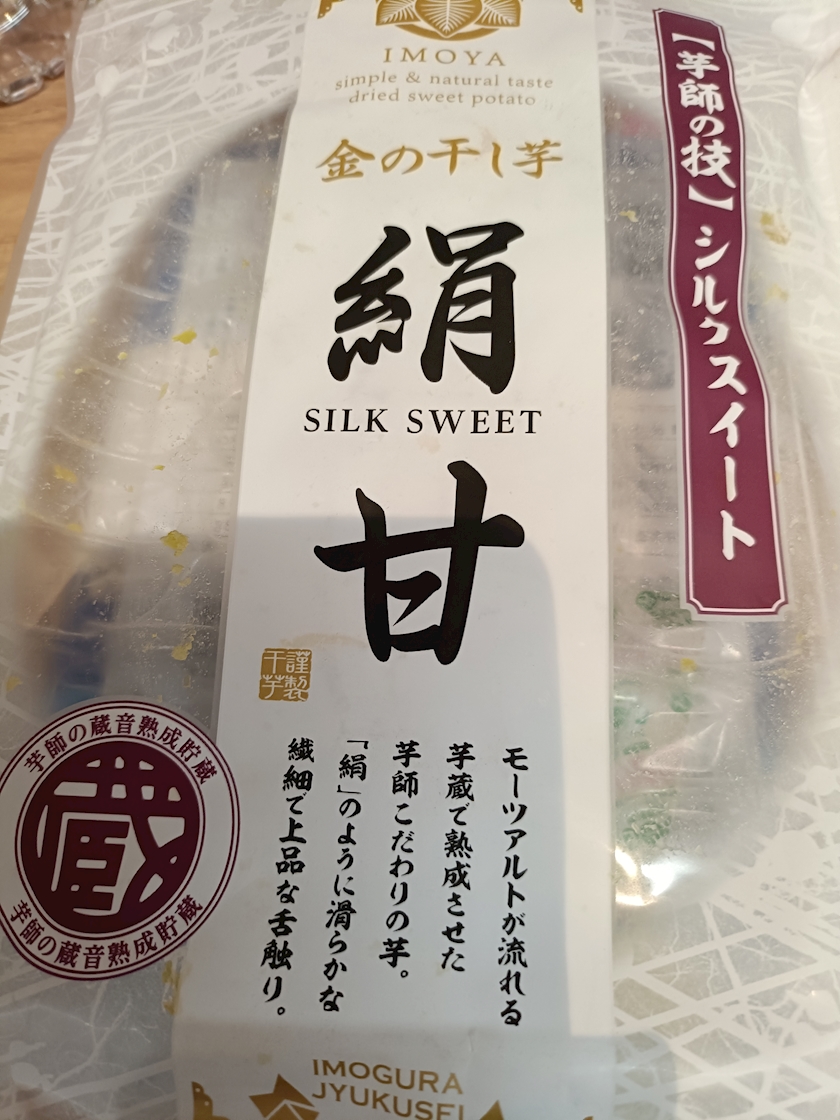 IMOYA
simple & natural taste
dried sweet potato
金の干し芋
絹
SILK SWEET
甘
謹製
干芋
モーツアルトが流れる
芋蔵で熟成させた
芋師こだわりの芋。
「絹」のように滑らかな
繊細で上品な舌触り。
【芋師の技】シルクスイート
芋師の蔵音熟成貯蔵
蔵
芋師の蔵音熟成貯蔵
IMOGURA
JYUKUSEI